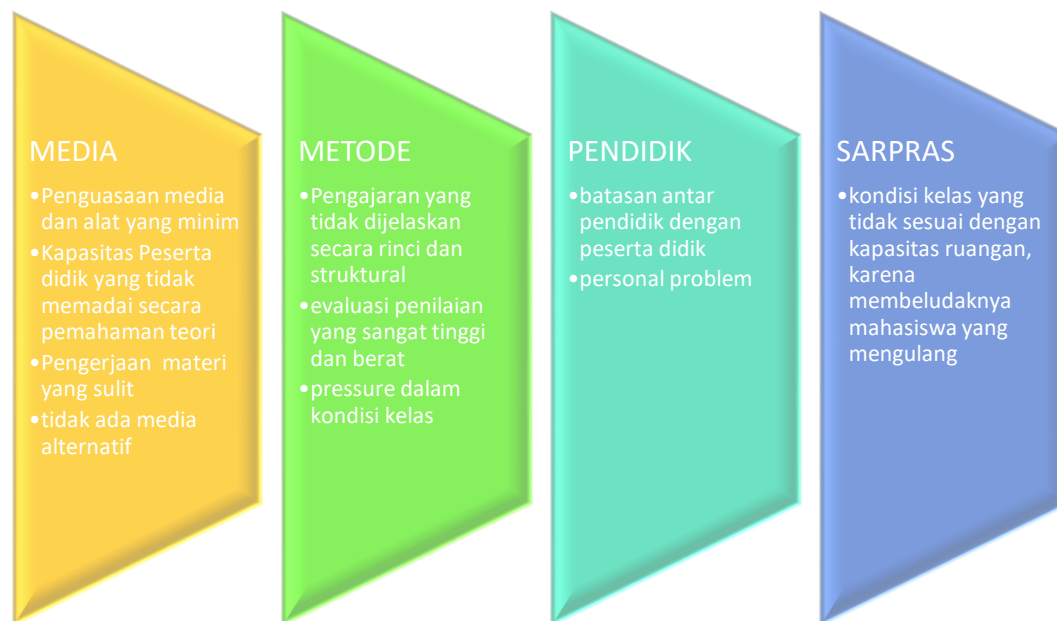 MEDIA
•Penguasaan media
dan alat yang minim
•Kapasitas Peserta
didik yang tidak
memadai secara
pemahaman teori
•Pengerjaan materi
yang sulit
•tidak ada media
alternatif
METODE
•Pengajaran yang
tidak dijelaskan
secara rinci dan
struktural
•evaluasi penilaian
yang sangat tinggi
dan berat
•pressure dalam
kondisi kelas
PENDIDIK
•batasan antar
pendidik dengan
peserta didik
•personal problem
SARPRAS
•kondisi kelas yang
tidak sesuai dengan
kapasitas ruangan,
karena
membeludaknya
mahasiswa yang
mengulang